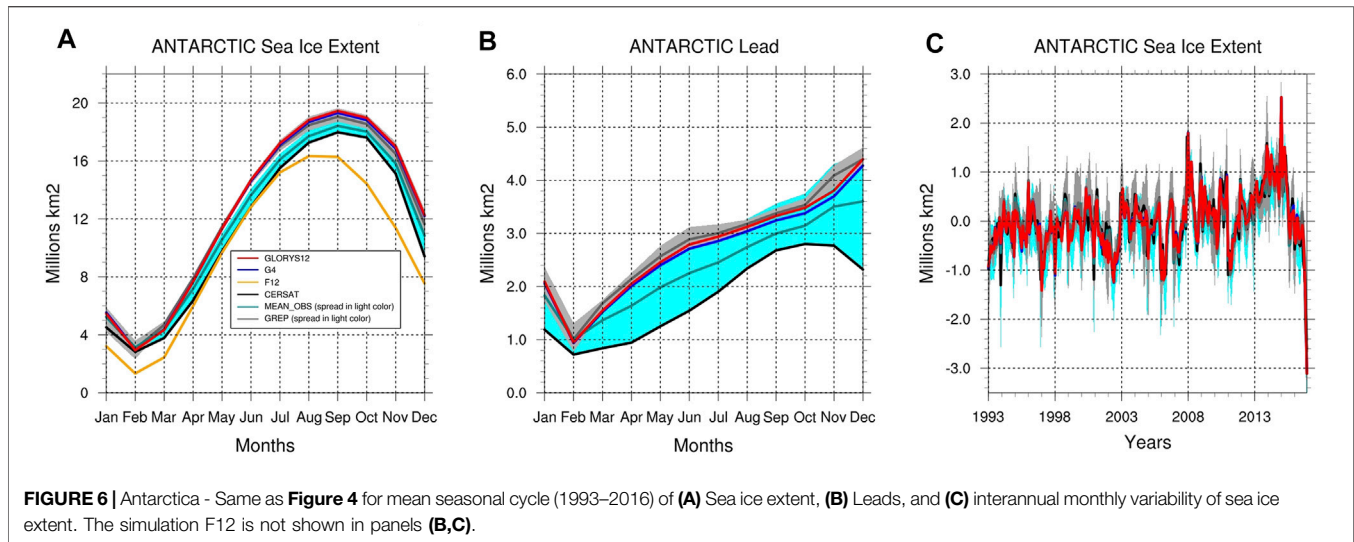 A
ANTARCTIC Sea Ice Extent
Millions km2
20
16
12
8
4
0
GLORYS12
G4
F12
CERSAT
MEAN_OBS (spread in light color)
GREP (spread in light color)
Jan Feb Mar Apr May Jun Jul Aug Sep Oct Nov Dec
Months
B
ANTARCTIC Lead
Millions km2
6.0
5.0
4.0
3.0
2.0
1.0
0.0
Jan Feb Mar Apr May Jun Jul Aug Sep Oct Nov Dec
Months
C
ANTARCTIC Sea Ice Extent
Millions km2
3.0
2.0
1.0
0.0
-1.0
-2.0
-3.0
1993 1998 2003 2008 2013
Years
FIGURE 6 | Antarctica - Same as Figure 4 for mean seasonal cycle (1993–2016) of (A) Sea ice extent, (B) Leads, and (C) interannual monthly variability of sea ice
extent. The simulation F12 is not shown in panels (B,C).